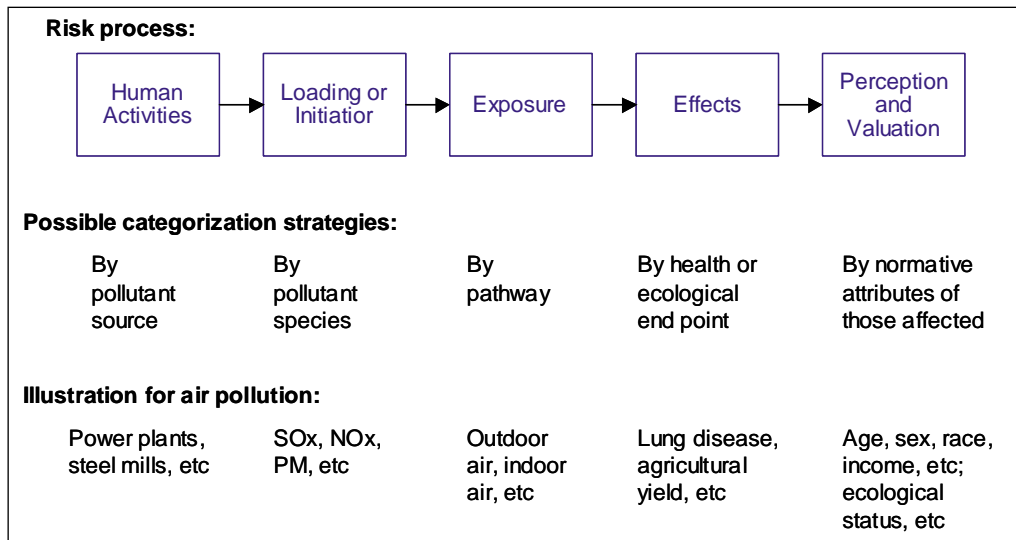 Risk process:
Human
Activities
Loading or
Initiatior
Exposure
Effects
Perception
and
Valuation
Possible categorization strategies:
By
pollutant
source
By
pollutant
species
By
pathway
By health or
ecological
end point
By normative
attributes of
those affected
Illustration for air pollution:
Power plants,
steel mills, etc
SOx, NOx,
PM, etc
Outdoor
air, indoor
air, etc
Lung disease,
agricultural
yield, etc
Age, sex, race,
income, etc;
ecological
status, etc